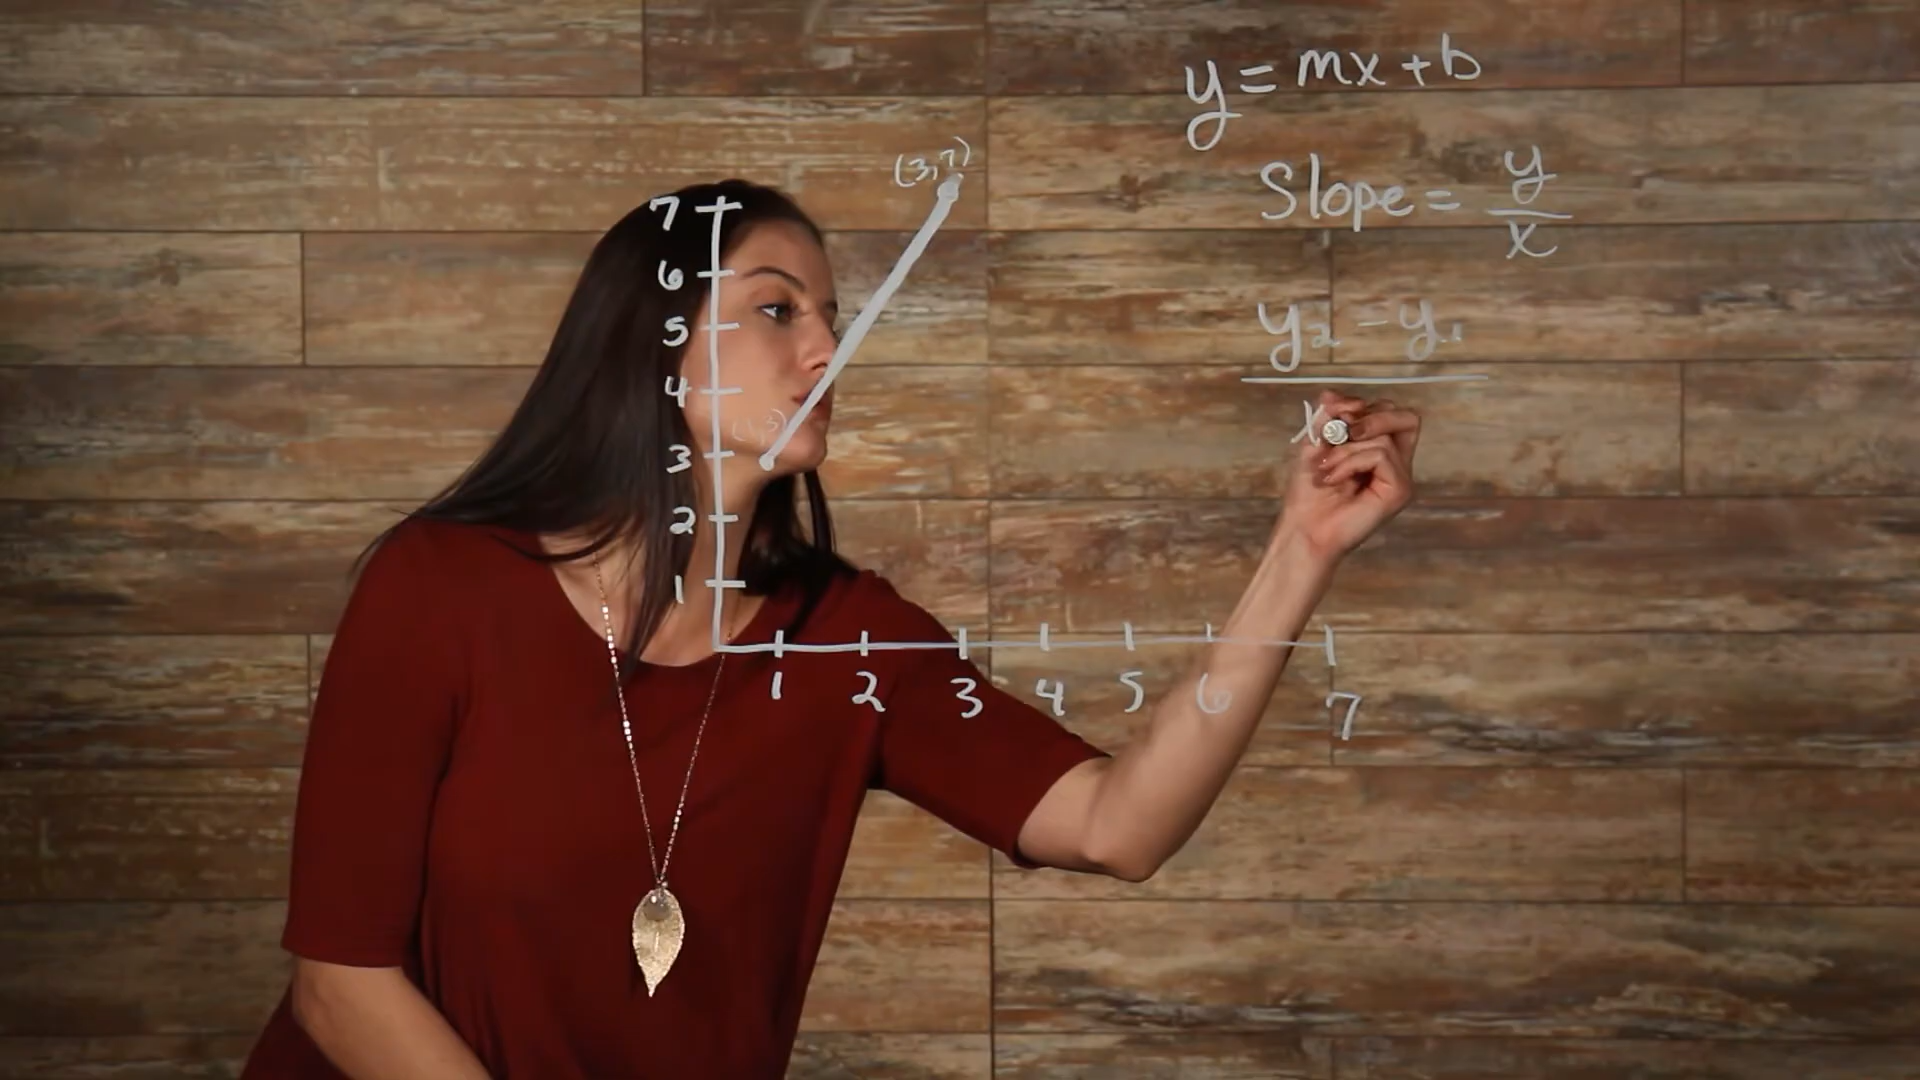 y = mx + b
(3,7)
Slope = y/x
7
6
y₂ - y₁
5
4
x
(1,3)
3
2
1
1 2 3 4 5 6 7